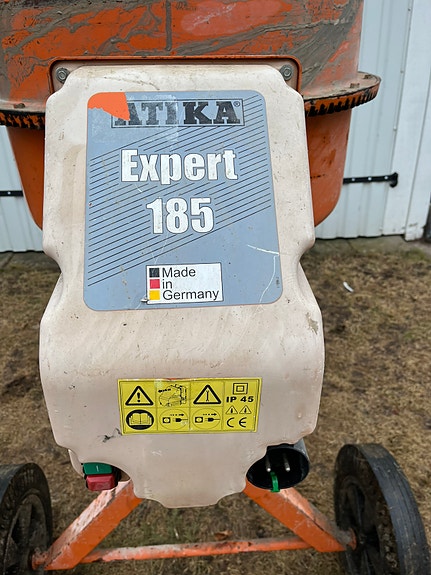 ATIKA®
Expert
185
Made
in
Germany
IP 45
CE